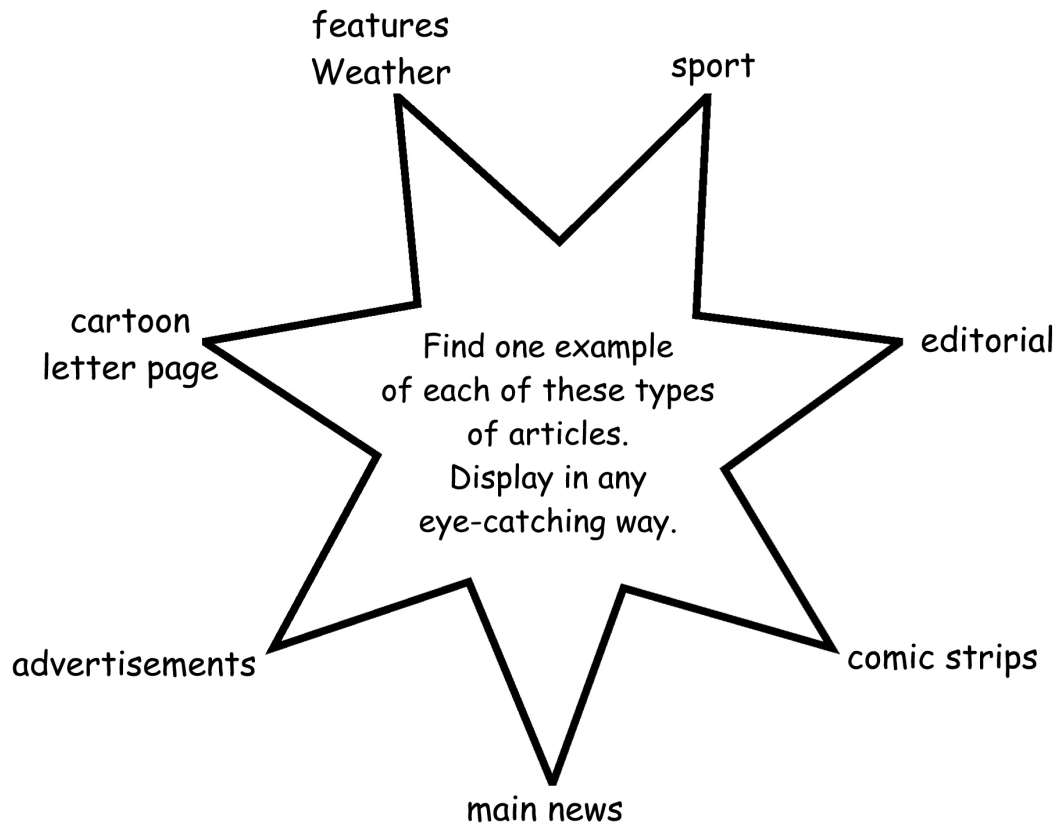 features
Weather
sport
cartoon
letter page
editorial
Find one example
of each of these types
of articles.
Display in any
eye-catching way.
advertisements
comic strips
main news